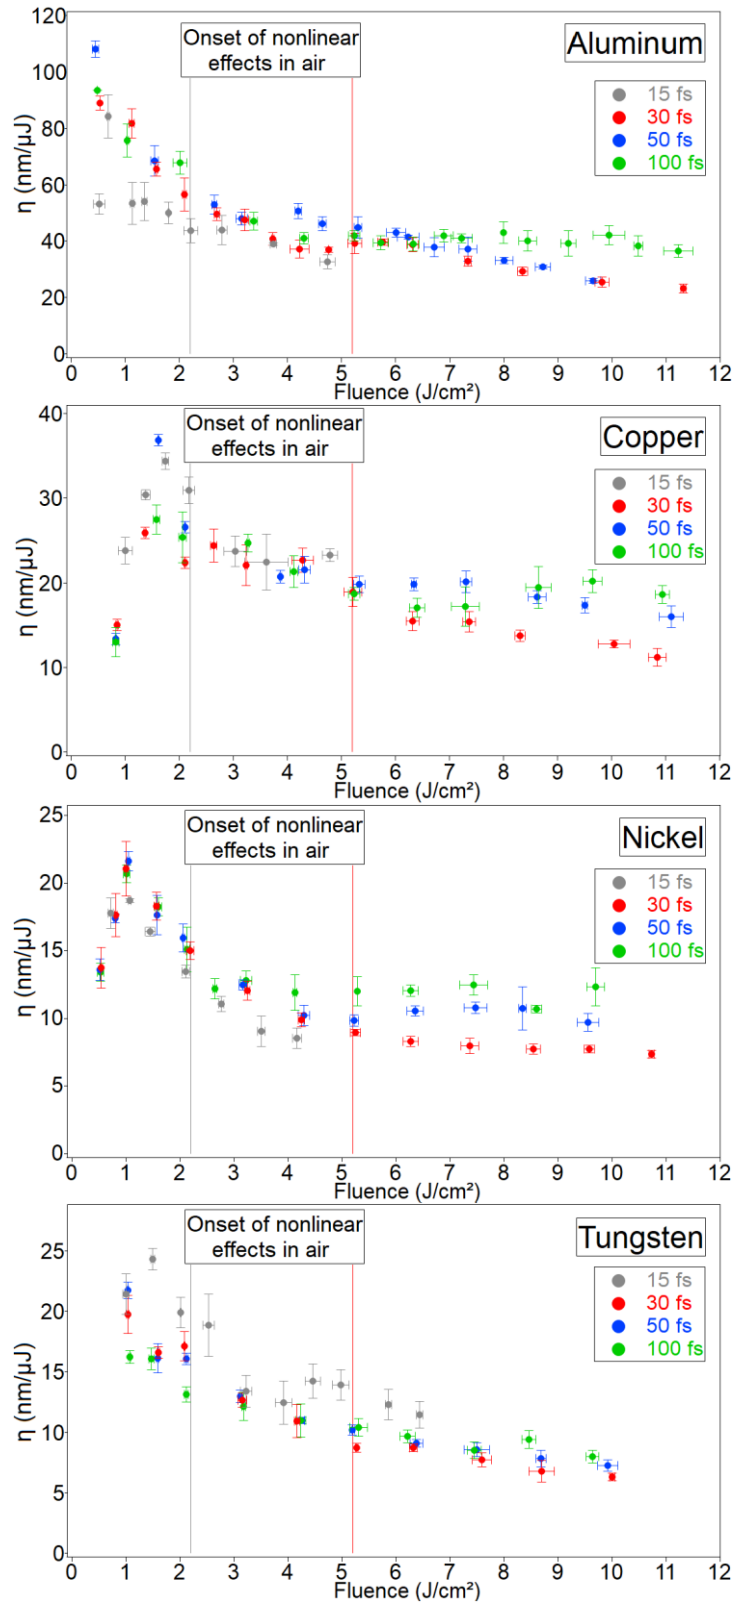 120
100
80
60
40
20
0
η (nm/μJ)
Onset of nonlinear
effects in air
Aluminum
15 fs
30 fs
50 fs
100 fs
0 1 2 3 4 5 6 7 8 9 10 11 12
Fluence (J/cm²)
40
30
20
10
0
η (nm/μJ)
Onset of nonlinear
effects in air
Copper
15 fs
30 fs
50 fs
100 fs
0 1 2 3 4 5 6 7 8 9 10 11 12
Fluence (J/cm²)
25
20
15
10
5
0
η (nm/μJ)
Onset of nonlinear
effects in air
Nickel
15 fs
30 fs
50 fs
100 fs
0 1 2 3 4 5 6 7 8 9 10 11 12
Fluence (J/cm²)
25
20
15
10
5
0
η (nm/μJ)
Onset of nonlinear
effects in air
Tungsten
15 fs
30 fs
50 fs
100 fs
0 1 2 3 4 5 6 7 8 9 10 11 12
Fluence (J/cm²)